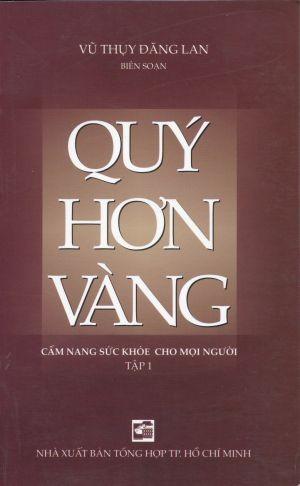 VŨ THỤY ĐĂNG LAN
BIÊN SOẠN
QUÝ
HƠN
VÀNG
CẨM NANG SỨC KHỎE CHO MỌI NGƯỜI
TẬP 1
NHÀ XUẤT BẢN TỔNG HỢP TP. HỒ CHÍ MINH